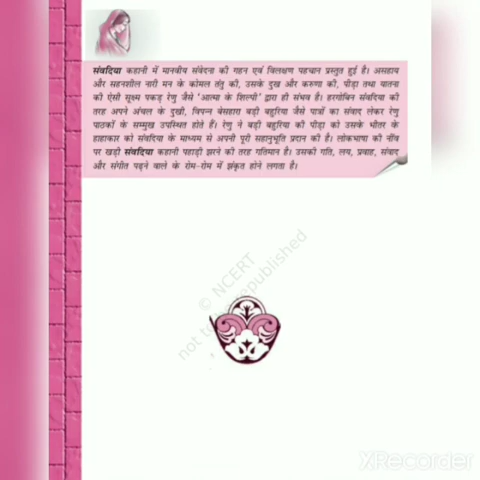 संवदिया कहानी में मानवीय संवेदना की गहन एवं विलक्षण पहचान प्रस्तुत हुई है। असहाय
और सहनशील नारी मन के कोमल तंतु की, उसके दुख और करुणा की, पीड़ा तथा यातना
की ऐसी सूक्ष्म पकड़ रेणु जैसे 'आत्मा के शिल्पी' द्वारा ही संभव है। हरगोबिन संवदिया की
तरह अपने अंचल के दुखी, विपन्न बेसहारा बड़ी बहुरिया जैसे पात्रों का संवाद लेकर रेणु
पाठकों के सम्मुख उपस्थित होते हैं। रेणु ने बड़ी बहुरिया की पीड़ा को उसके भीतर के
हाहाकार को संवदिया के माध्यम से अपनी पूरी सहानुभूति प्रदान की है। लोकभाषा की नींव
पर खड़ी संवदिया कहानी पहाड़ी झरने की तरह गतिमान है। उसकी गति, लय, प्रवाह, संवाद
और संगीत पढ़ने वाले के रोम-रोम में झंकृत होने लगता है।
© NCERT
not to be republished
XRecorder